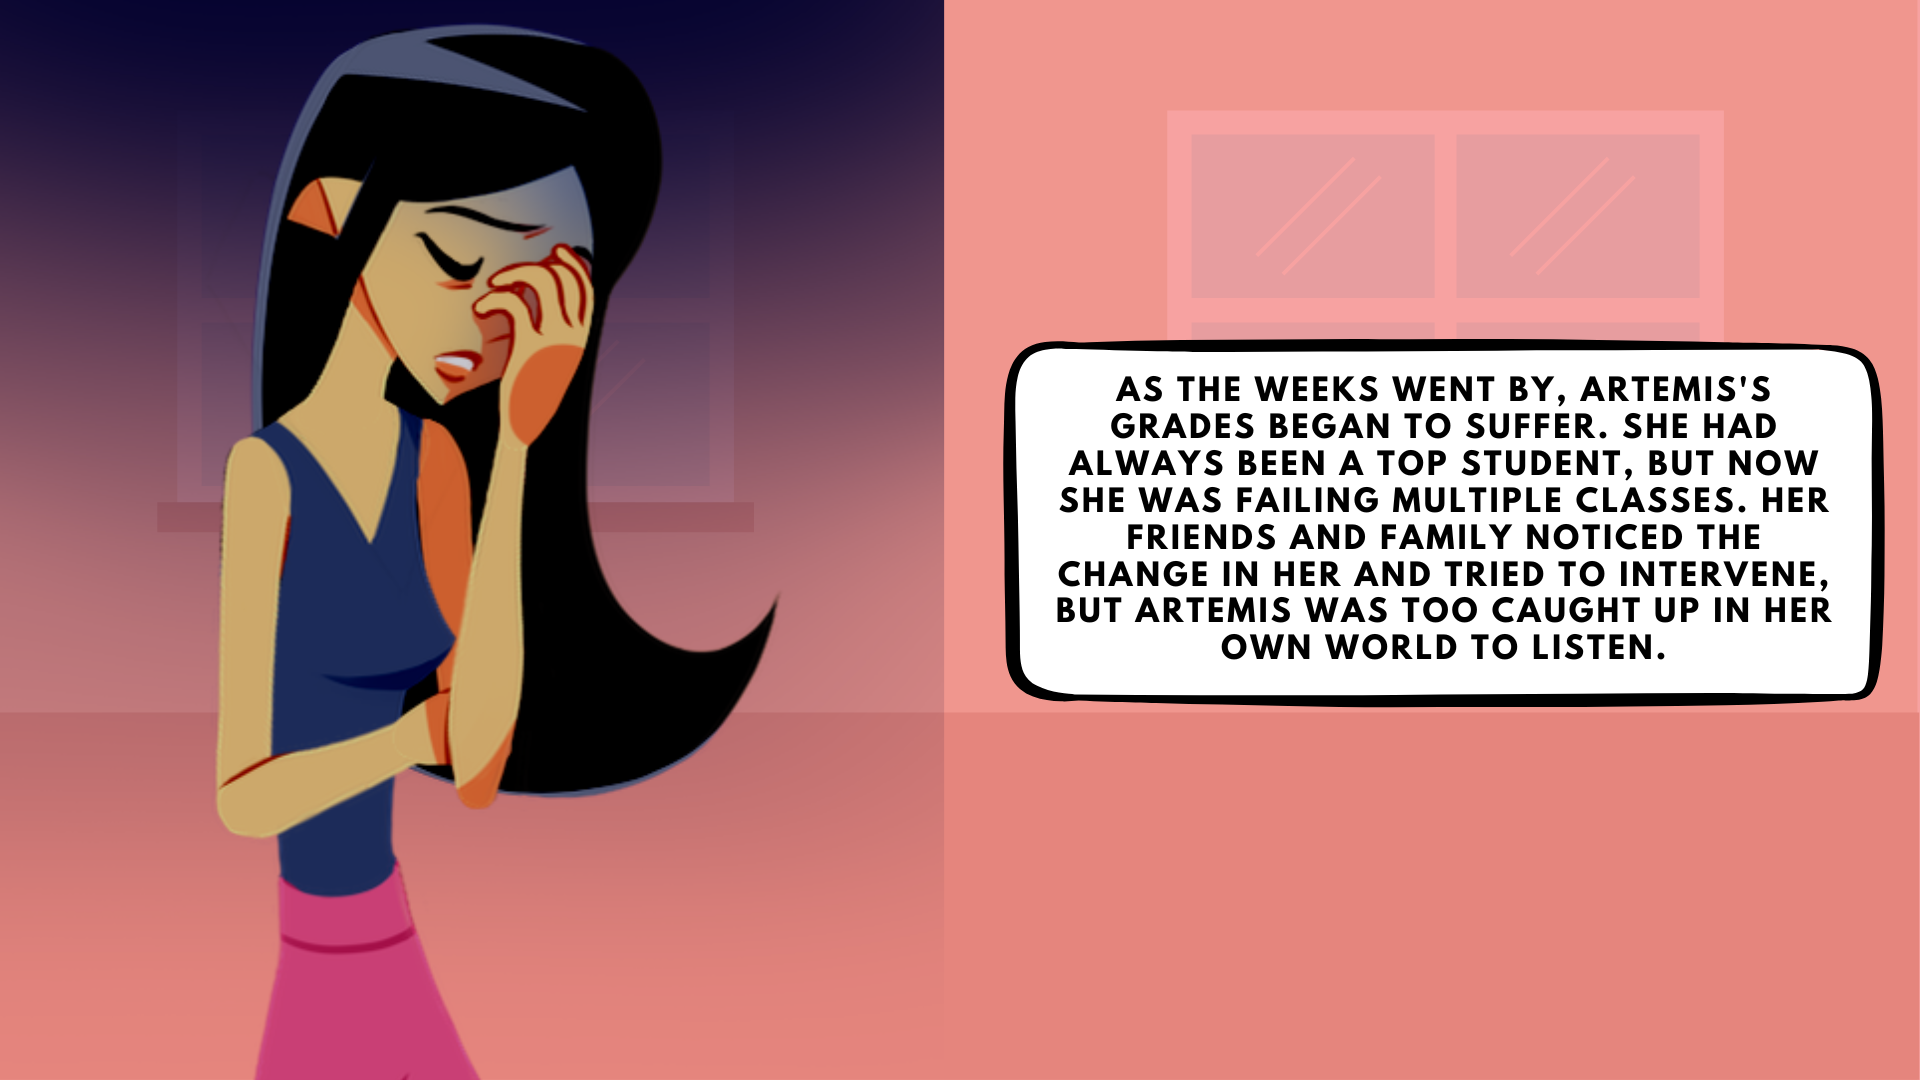 AS THE WEEKS WENT BY, ARTEMIS'S
GRADES BEGAN TO SUFFER. SHE HAD
ALWAYS BEEN A TOP STUDENT, BUT NOW
SHE WAS FAILING MULTIPLE CLASSES. HER
FRIENDS AND FAMILY NOTICED THE
CHANGE IN HER AND TRIED TO INTERVENE,
BUT ARTEMIS WAS TOO CAUGHT UP IN HER
OWN WORLD TO LISTEN.